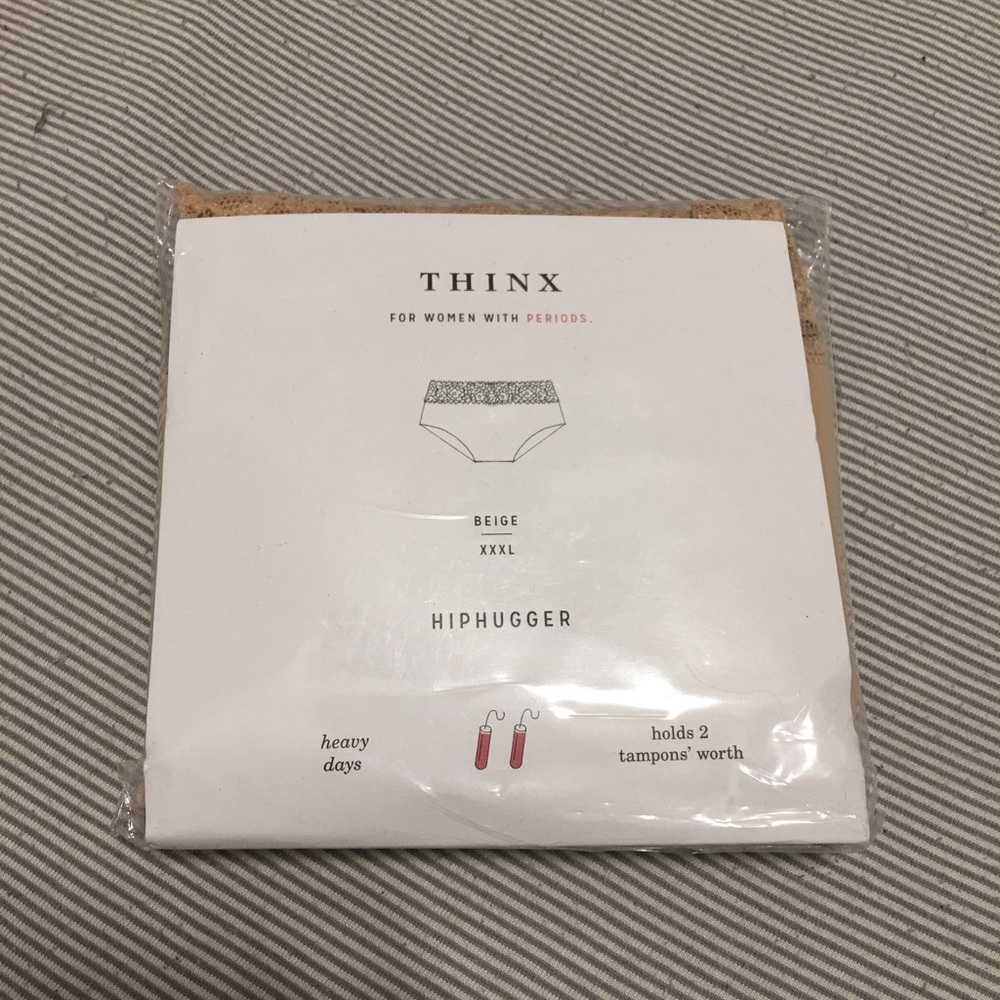 THINX
FOR WOMEN WITH PERIODS.
BEIGE
XXXL
HIPHUGGER
heavy
days
holds 2
tampons’ worth